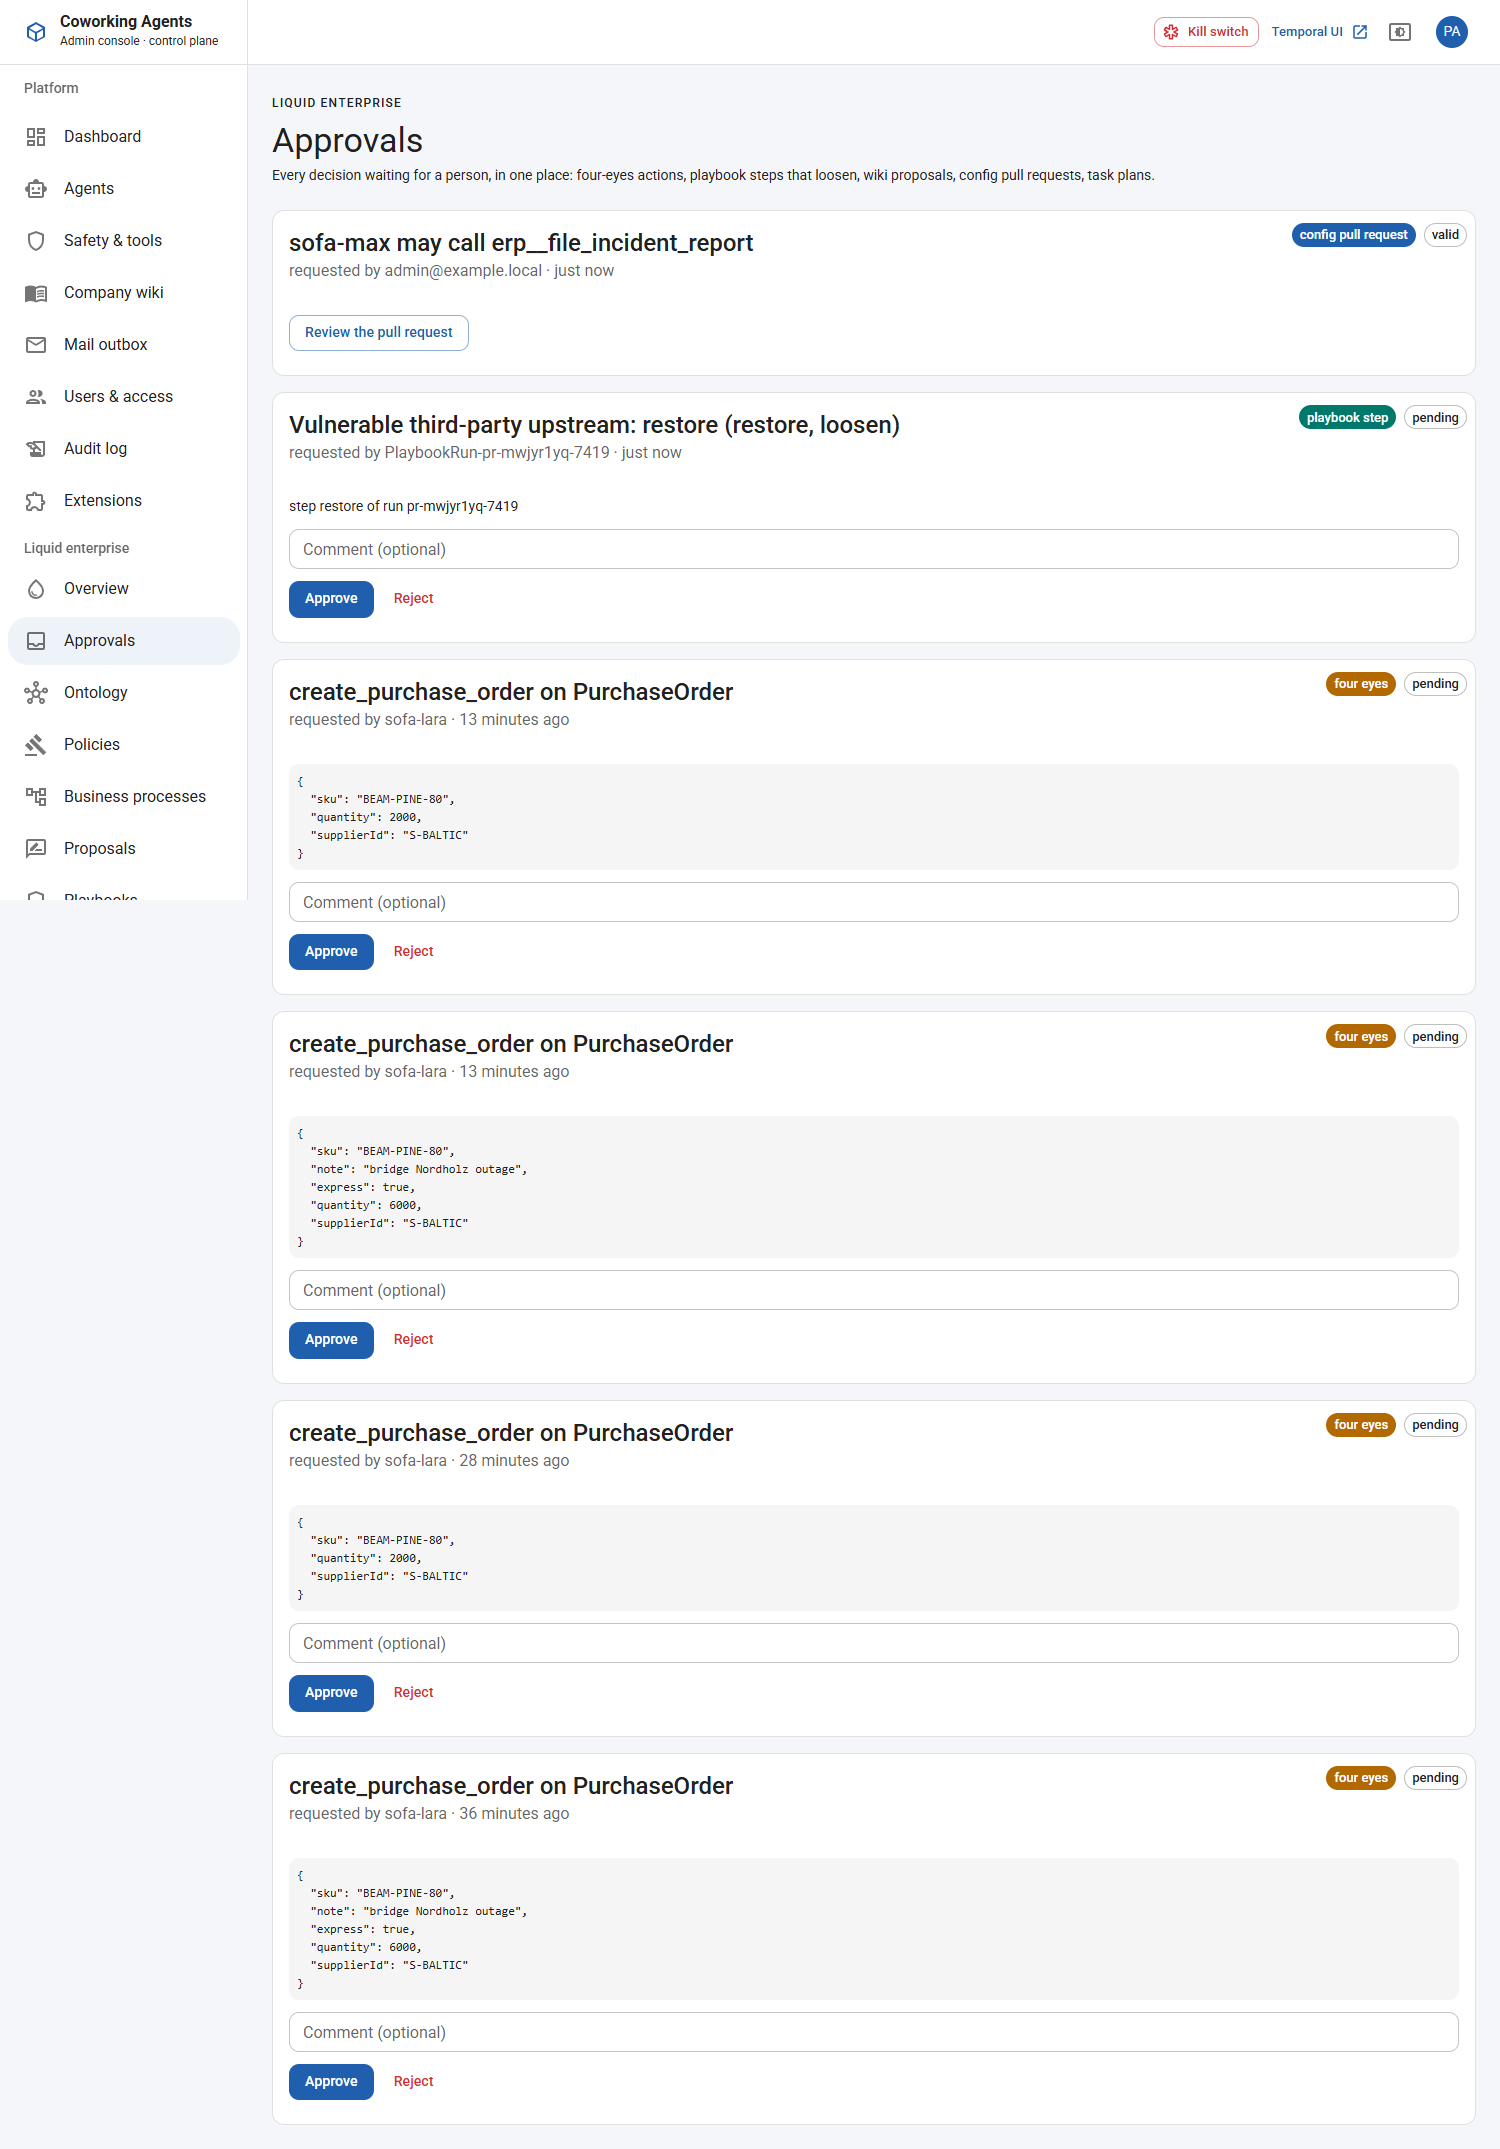 Coworking Agents
Admin console · control plane
Kill switch
Temporal UI
PA
Platform
Dashboard
Agents
Safety & tools
Company wiki
Mail outbox
Users & access
Audit log
Extensions
Liquid enterprise
Overview
Approvals
Ontology
Policies
Business processes
Proposals
Playbooks
LIQUID ENTERPRISE
Approvals
Every decision waiting for a person, in one place: four-eyes actions, playbook steps that loosen, wiki proposals, config pull requests, task plans.
sofa-max may call erp__file_incident_report
config pull request
valid
requested by admin@example.local · just now
Review the pull request
Vulnerable third-party upstream: restore (restore, loosen)
playbook step
pending
requested by PlaybookRun-pr-mwjyr1yq-7419 · just now
step restore of run pr-mwjyr1yq-7419
Comment (optional)
Approve
Reject
create_purchase_order on PurchaseOrder
four eyes
pending
requested by sofa-lara · 13 minutes ago
{
"sku": "BEAM-PINE-80",
"quantity": 2000,
"supplierId": "S-BALTIC"
}
Comment (optional)
Approve
Reject
create_purchase_order on PurchaseOrder
four eyes
pending
requested by sofa-lara · 13 minutes ago
{
"sku": "BEAM-PINE-80",
"note": "bridge Nordholz outage",
"express": true,
"quantity": 6000,
"supplierId": "S-BALTIC"
}
Comment (optional)
Approve
Reject
create_purchase_order on PurchaseOrder
four eyes
pending
requested by sofa-lara · 28 minutes ago
{
"sku": "BEAM-PINE-80",
"quantity": 2000,
"supplierId": "S-BALTIC"
}
Comment (optional)
Approve
Reject
create_purchase_order on PurchaseOrder
four eyes
pending
requested by sofa-lara · 36 minutes ago
{
"sku": "BEAM-PINE-80",
"note": "bridge Nordholz outage",
"express": true,
"quantity": 6000,
"supplierId": "S-BALTIC"
}
Comment (optional)
Approve
Reject